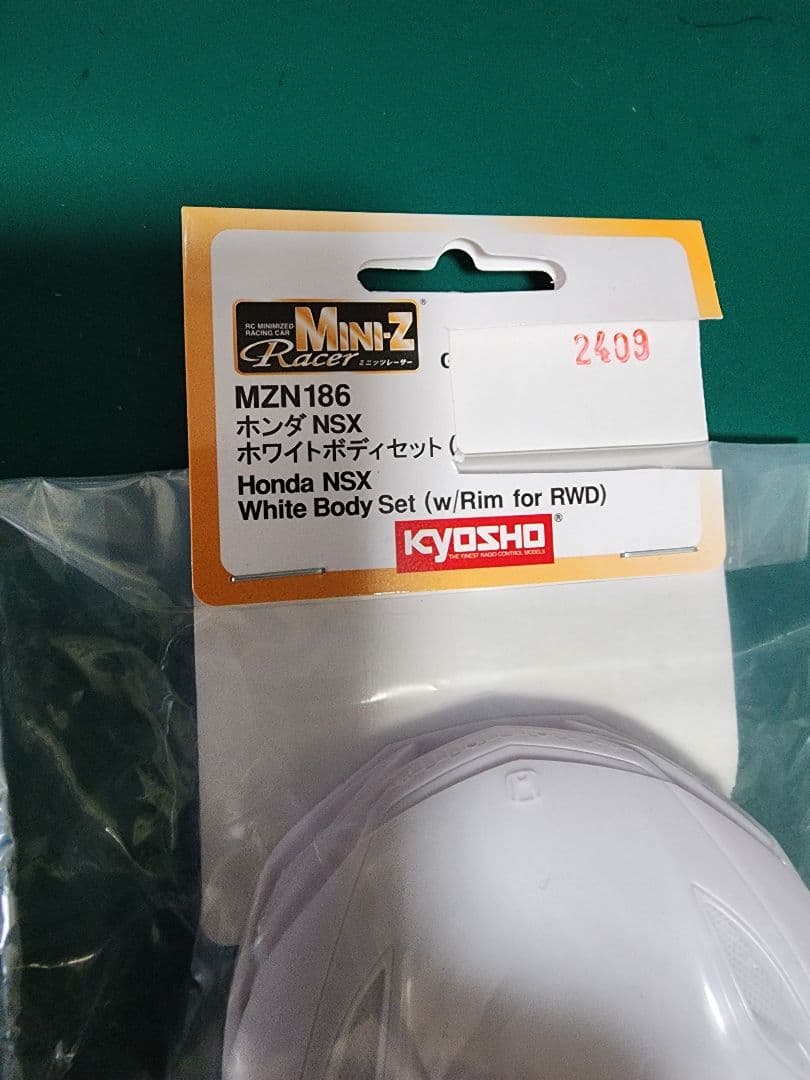 RC MINIMIZED
RACING CAR
MINI-Z
Racer ミニッツレーサー
®
2409
MZN186
ホンダ NSX
ホワイトボディセット (
Honda NSX
White Body Set (w/Rim for RWD)
KYOSHO
®
THE FINEST RADIO CONTROL MODELS